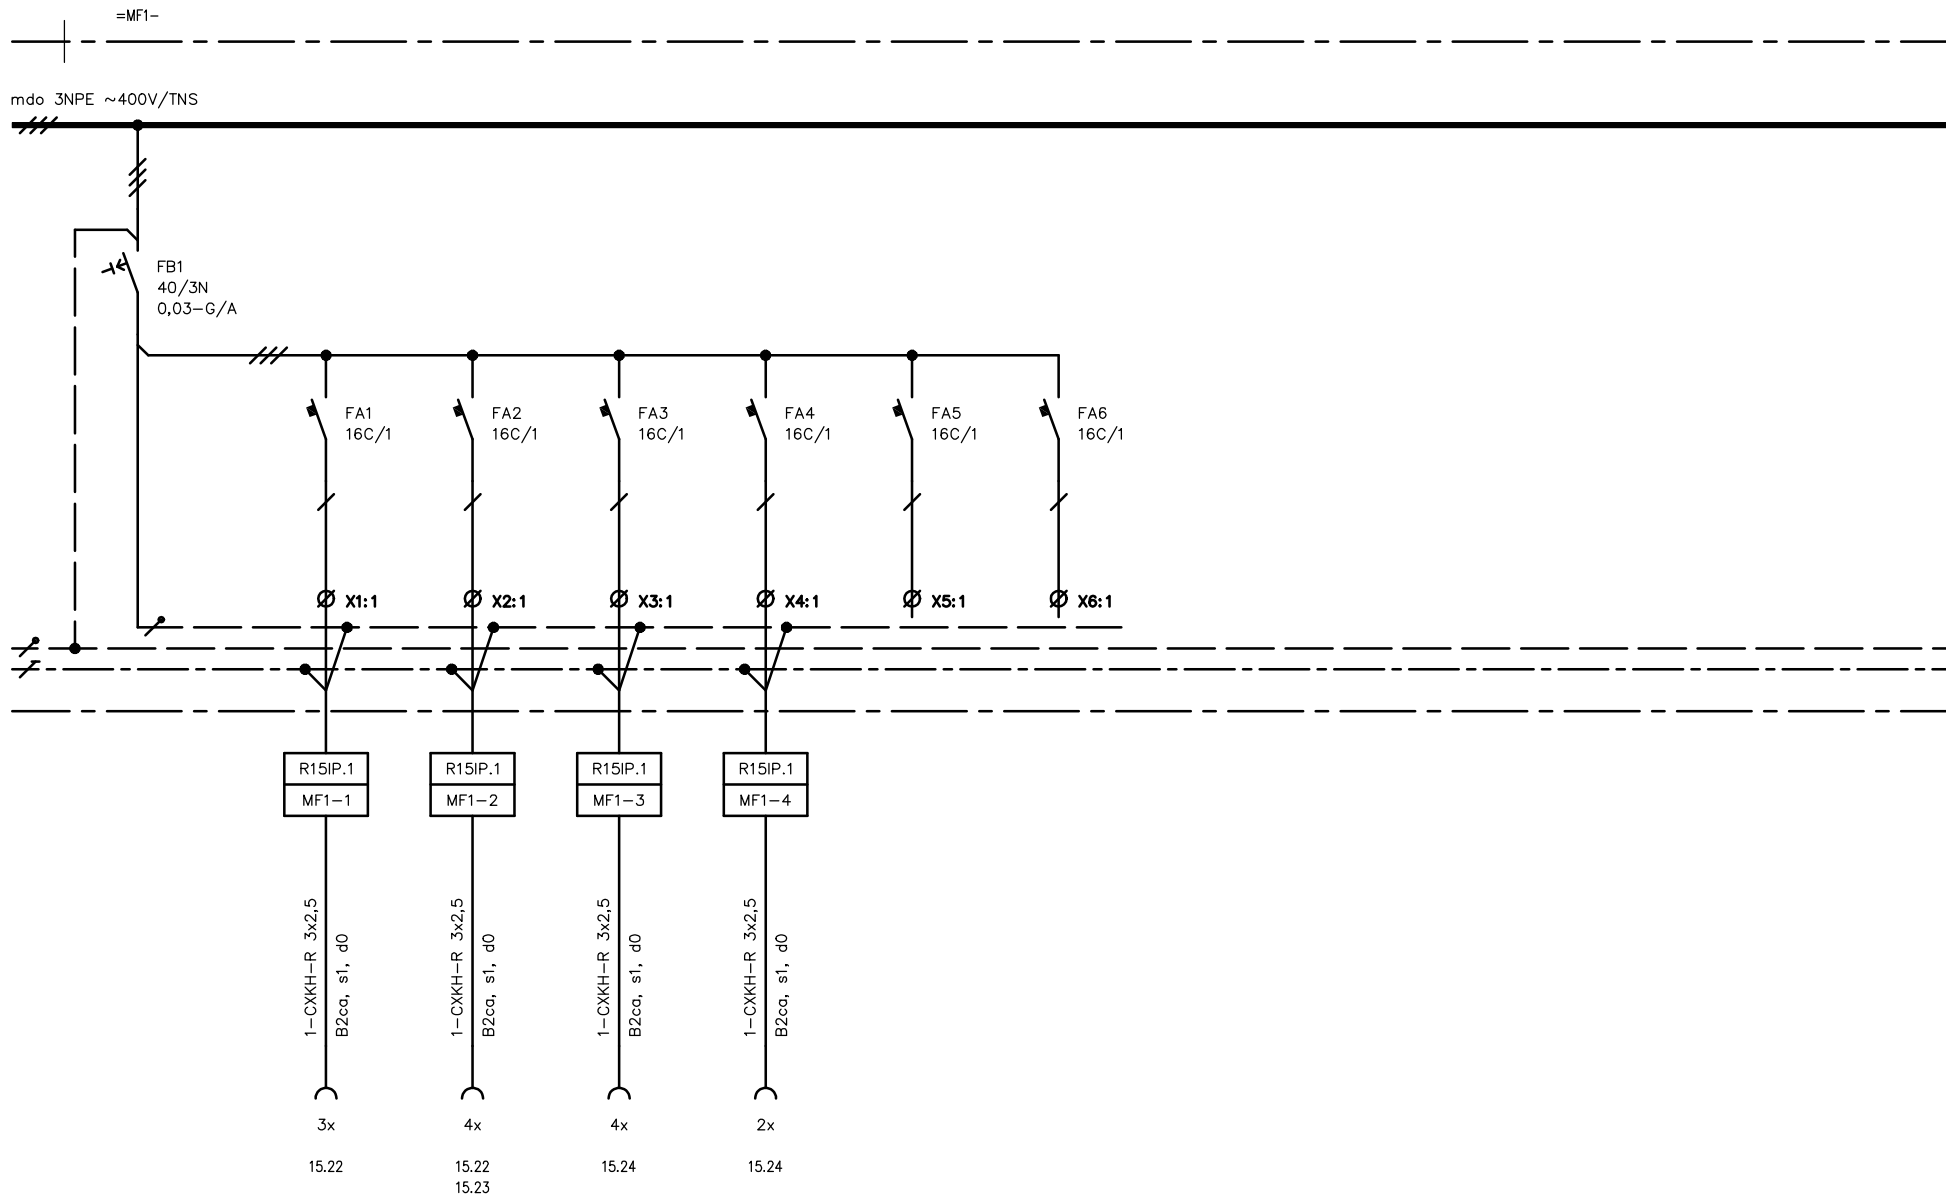 =MF1-
mdo 3NPE ~400V/TNS
FB1
40/3N
0,03-G/A
FA1
16C/1
FA2
16C/1
FA3
16C/1
FA4
16C/1
FA5
16C/1
FA6
16C/1
X1:1
X2:1
X3:1
X4:1
X5:1
X6:1
R15IP.1
MF1-1
R15IP.1
MF1-2
R15IP.1
MF1-3
R15IP.1
MF1-4
1-CXKH-R 3x2,5
B2ca, s1, d0
1-CXKH-R 3x2,5
B2ca, s1, d0
1-CXKH-R 3x2,5
B2ca, s1, d0
1-CXKH-R 3x2,5
B2ca, s1, d0
3x
15.22
4x
15.22
15.23
4x
15.24
2x
15.24